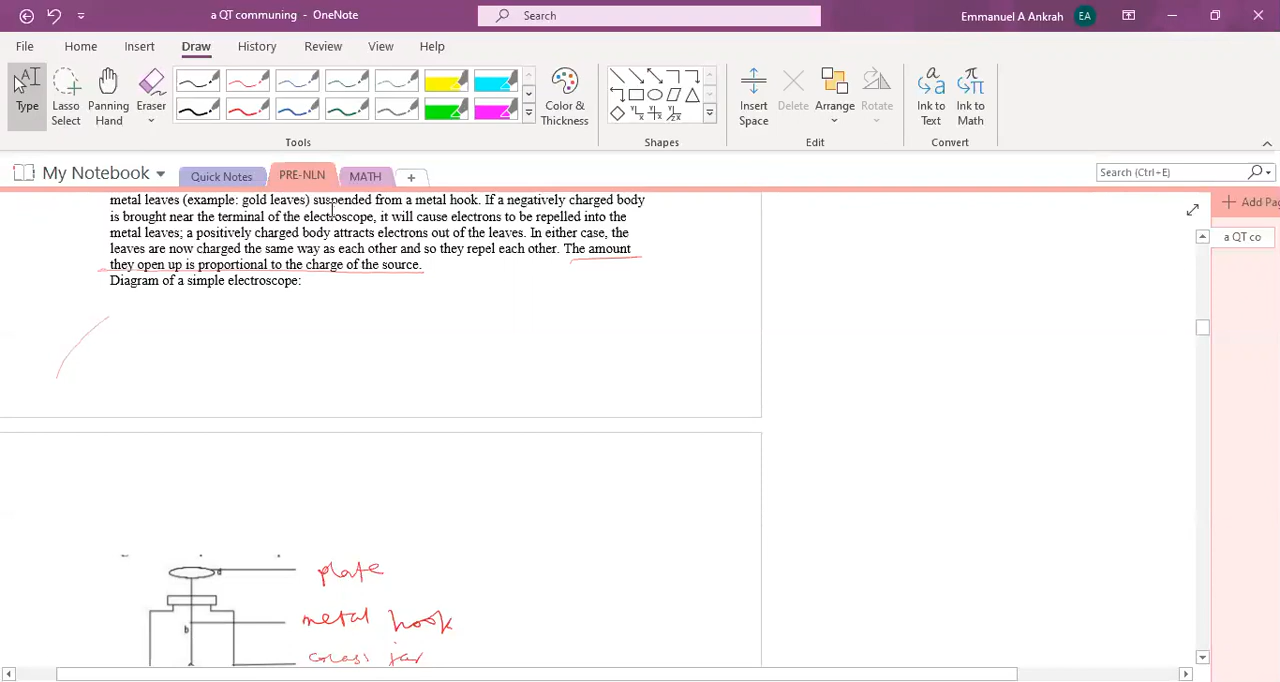 a QT communing - OneNote
Search
Emmanuel A Ankrah
EA
File
Home
Insert
Draw
History
Review
View
Help
Type
Lasso
Select
Panning
Hand
Eraser
Color &
Thickness
Insert
Space
Delete
Arrange
Rotate
Ink to
Text
Ink to
Math
Tools
Shapes
Edit
Convert
My Notebook
Quick Notes
PRE-NLN
MATH
Search (Ctrl+E)
Add Pag
a QT co
metal leaves (example: gold leaves) suspended from a metal hook. If a negatively charged body
is brought near the terminal of the electroscope, it will cause electrons to be repelled into the
metal leaves; a positively charged body attracts electrons out of the leaves. In either case, the
leaves are now charged the same way as each other and so they repel each other. The amount
they open up is proportional to the charge of the source.
Diagram of a simple electroscope:
a
plate
metal hook
b
jar